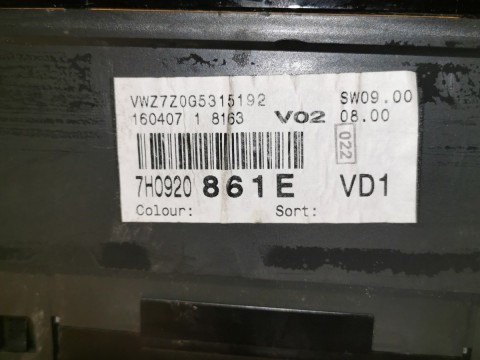 VWZ7Z0G5315192 SW09.00
160407 1 8163 V02 08.00
022
7H0920 861E VD1
Colour: Sort: